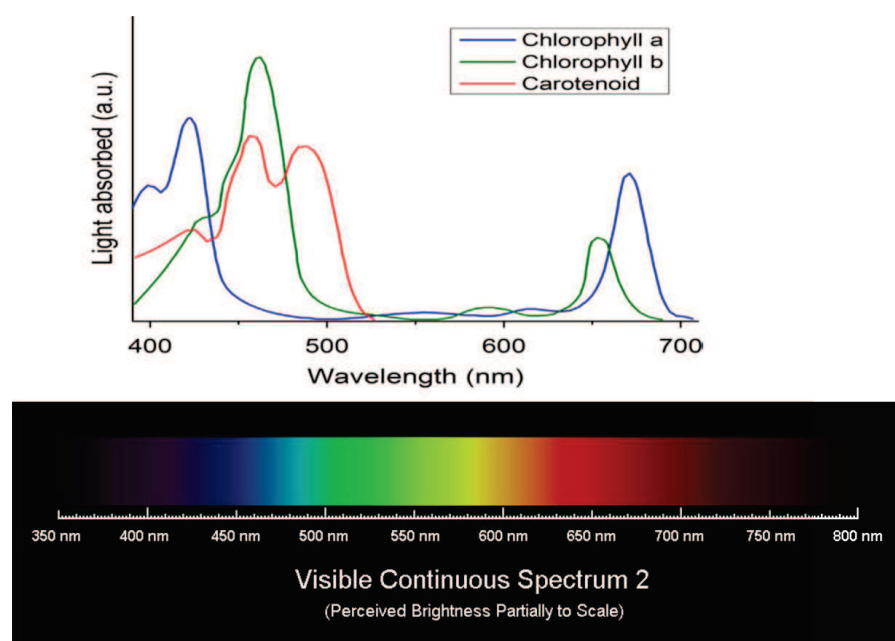 Chlorophyll a
Chlorophyll b
Carotenoid
Light absorbed (a.u.)
400 500 600 700
Wavelength (nm)
350 nm 400 nm 450 nm 500 nm 550 nm 600 nm 650 nm 700 nm 750 nm 800 nm
Visible Continuous Spectrum 2
(Perceived Brightness Partially to Scale)